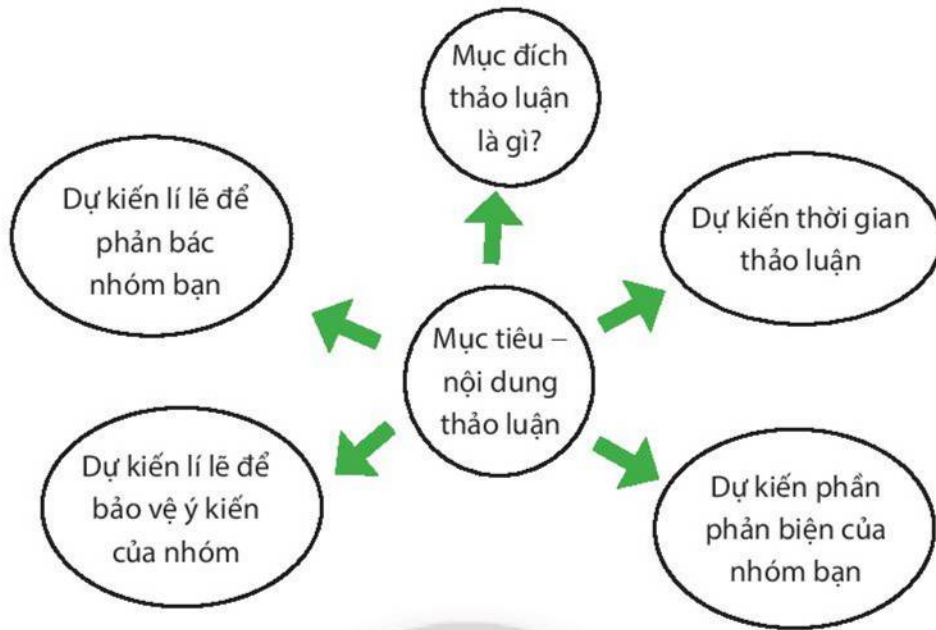 Mục đích
thảo luận
là gì?
Dự kiến lí lẽ để
phản bác
nhóm bạn
Dự kiến thời gian
thảo luận
Mục tiêu –
nội dung
thảo luận
Dự kiến lí lẽ để
bảo vệ ý kiến
của nhóm
Dự kiến phần
phản biện của
nhóm bạn